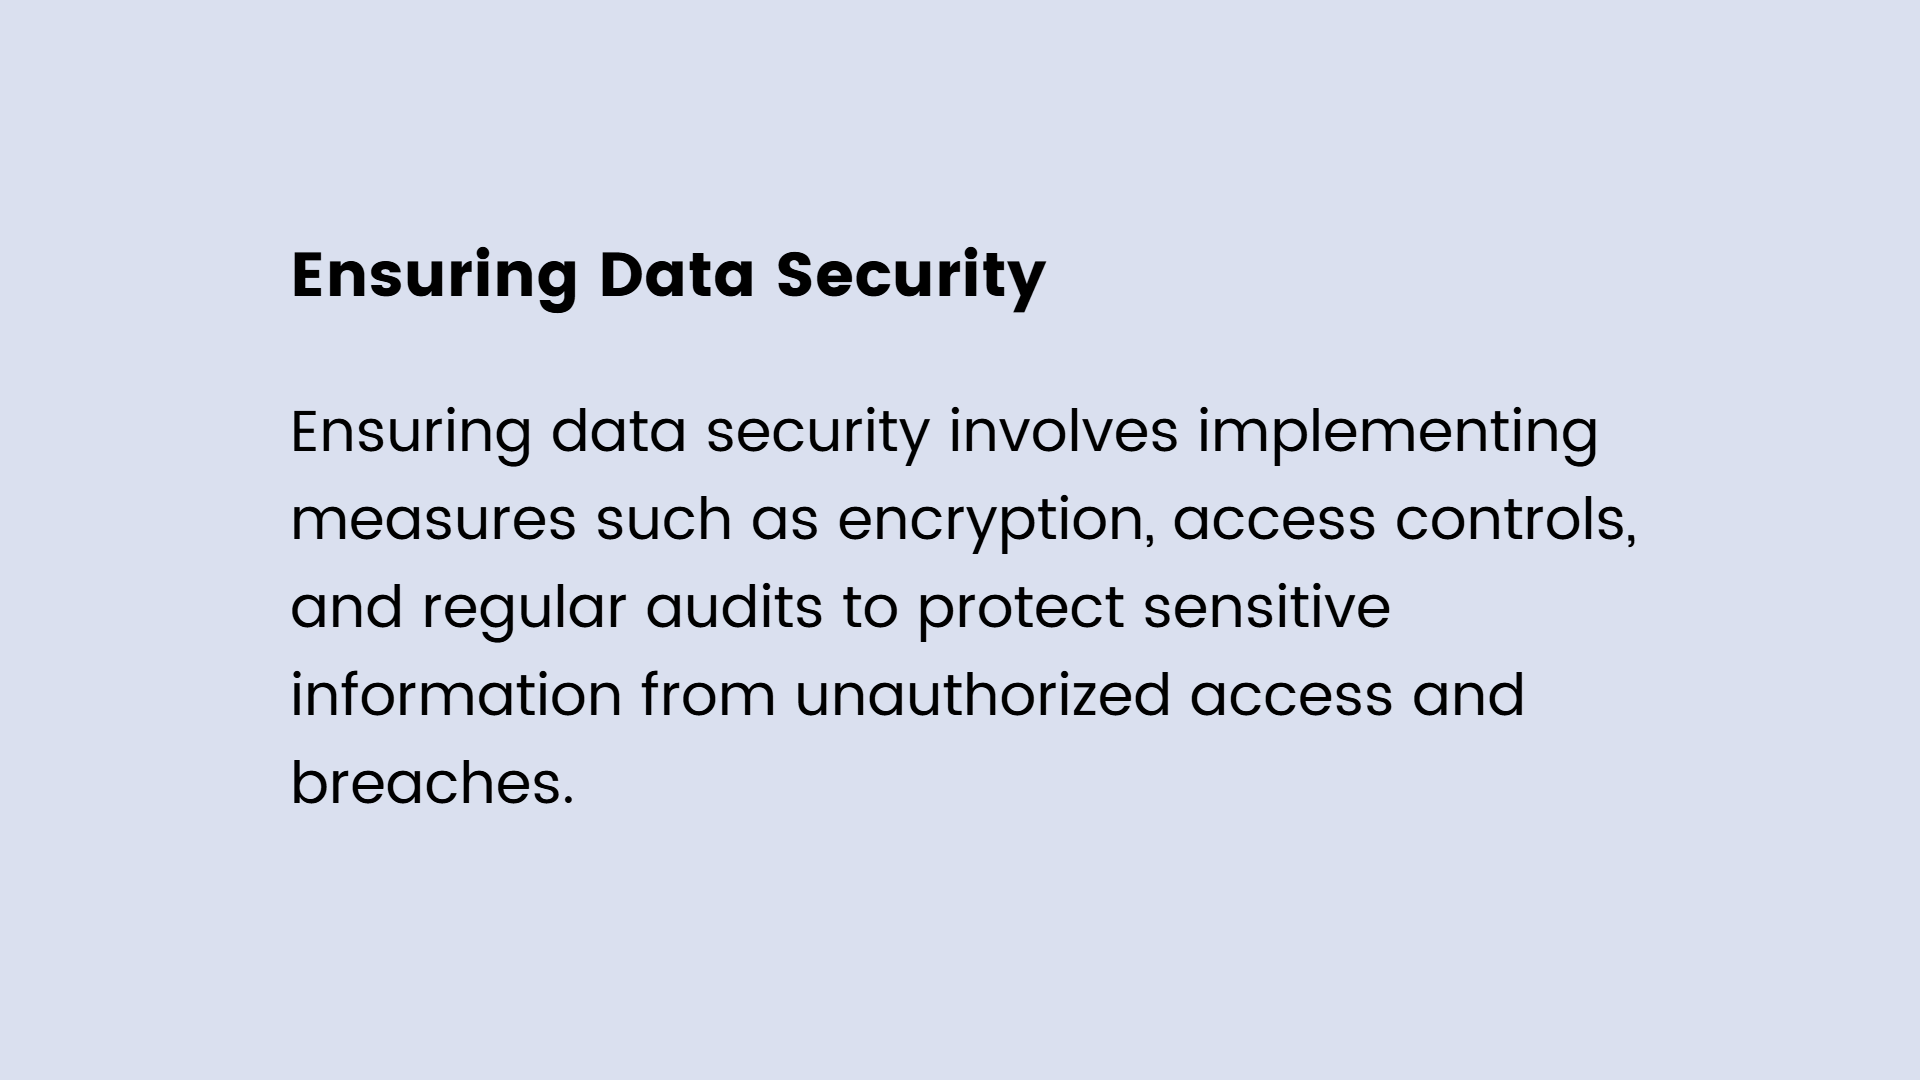 Ensuring Data Security
Ensuring data security involves implementing
measures such as encryption, access controls,
and regular audits to protect sensitive
information from unauthorized access and
breaches.